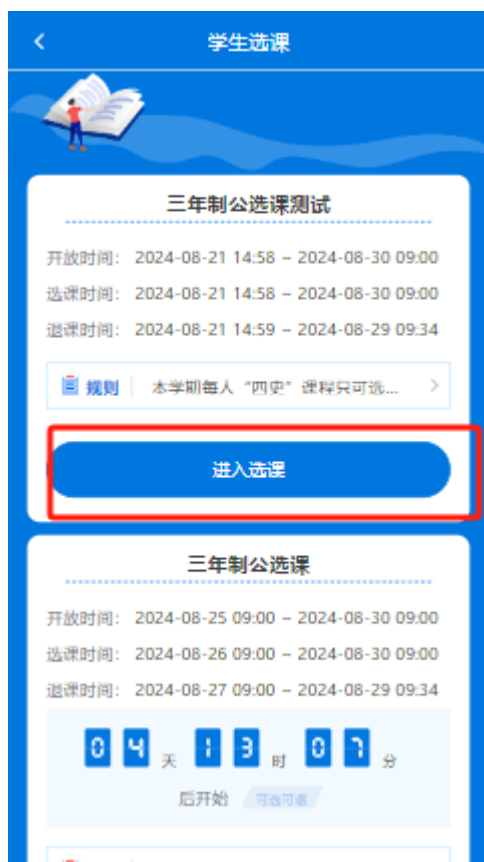 学生选课
三年制公选课测试
开放时间: 2024-08-21 14:58 ~ 2024-08-30 09:00
选课时间: 2024-08-21 14:58 ~ 2024-08-30 09:00
退课时间: 2024-08-21 14:59 ~ 2024-08-29 09:34
规则 本学期每人“四史”课程只可选...
进入选课
三年制公选课
开放时间: 2024-08-25 09:00 ~ 2024-08-30 09:00
选课时间: 2024-08-26 09:00 ~ 2024-08-30 09:00
退课时间: 2024-08-27 09:00 ~ 2024-08-29 09:34
04 天 13 时 07 分
后开始 可选可退